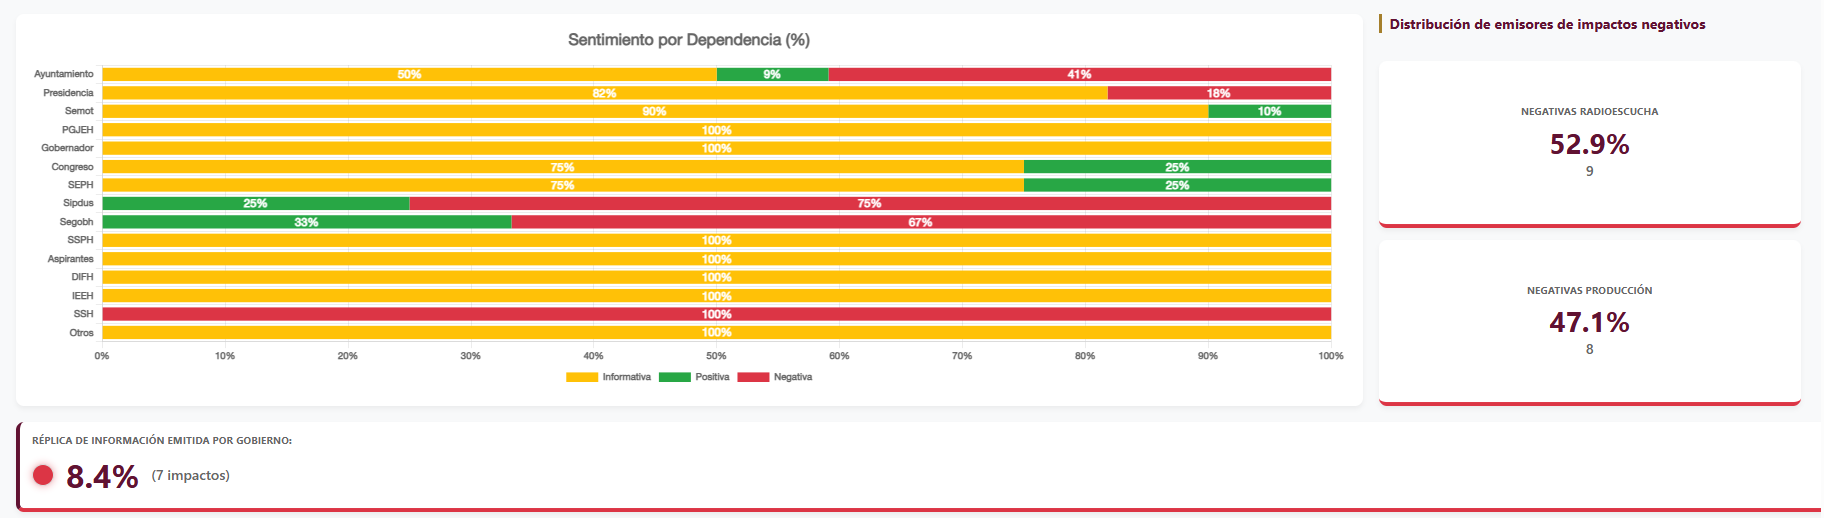 Sentimiento por Dependencia (%)
Ayuntamiento 50% 9% 41%
Presidencia 82% 18%
Semot 90% 10%
PGJEH 100%
Gobernador 100%
Congreso 75% 25%
SEPH 75% 25%
Sipdus 25% 75%
Segobh 33% 67%
SSPH 100%
Aspirantes 100%
DIFH 100%
IEEH 100%
SSH 100%
Otros 100%
0% 10% 20% 30% 40% 50% 60% 70% 80% 90% 100%
Informativa Positiva Negativa
Distribución de emisores de impactos negativos
NEGATIVAS RADIOESCUCHA
52.9%
9
NEGATIVAS PRODUCCIÓN
47.1%
8
RÉPLICA DE INFORMACIÓN EMITIDA POR GOBIERNO:
8.4% (7 impactos)